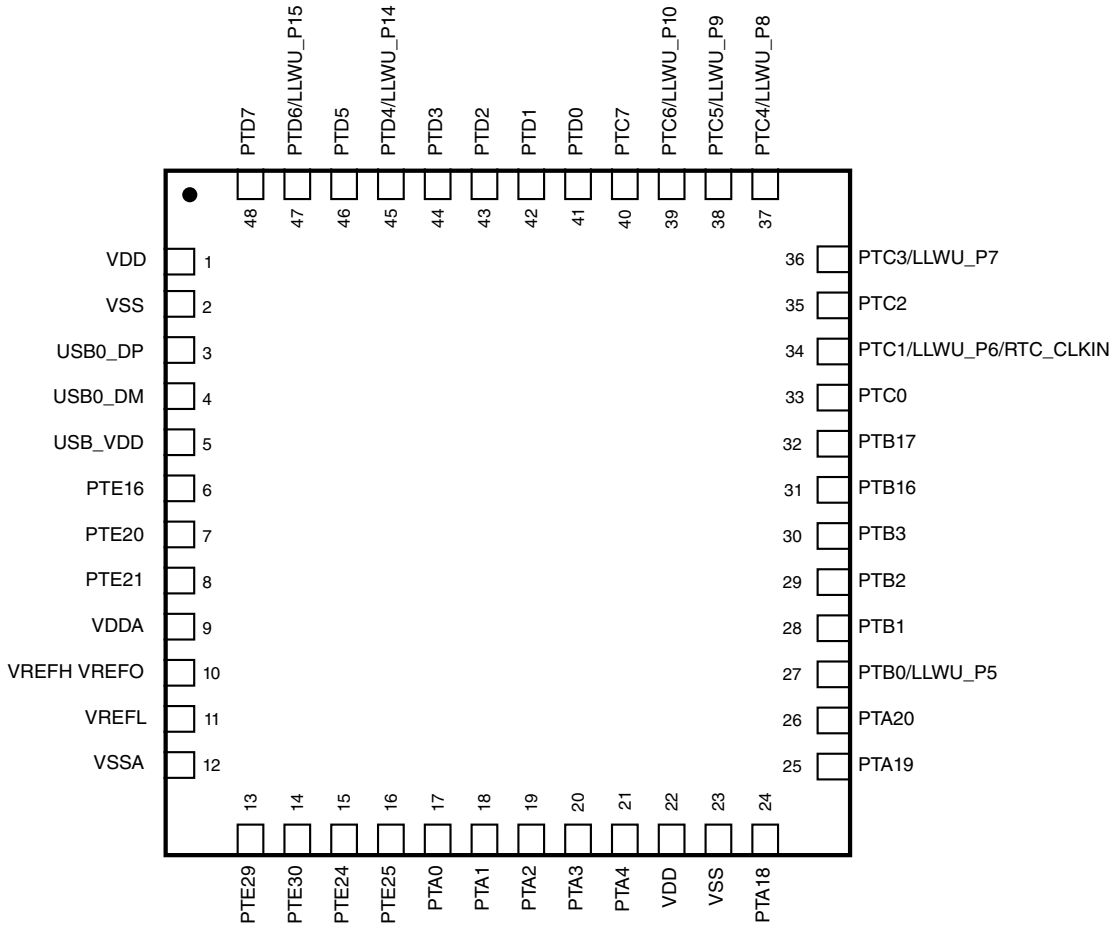 PTD7
PTD6/LLWU_P15
PTD5
PTD4/LLWU_P14
PTD3
PTD2
PTD1
PTD0
PTC7
PTC6/LLWU_P10
PTC5/LLWU_P9
PTC4/LLWU_P8
48
47
46
45
44
43
42
41
40
39
38
37
VDD 1
VSS 2
USB0_DP 3
USB0_DM 4
USB_VDD 5
PTE16 6
PTE20 7
PTE21 8
VDDA 9
VREFH VREFO 10
VREFL 11
VSSA 12
36 PTC3/LLWU_P7
35 PTC2
34 PTC1/LLWU_P6/RTC_CLKIN
33 PTC0
32 PTB17
31 PTB16
30 PTB3
29 PTB2
28 PTB1
27 PTB0/LLWU_P5
26 PTA20
25 PTA19
13
14
15
16
17
18
19
20
21
22
23
24
PTE29
PTE30
PTE24
PTE25
PTA0
PTA1
PTA2
PTA3
PTA4
VDD
VSS
PTA18